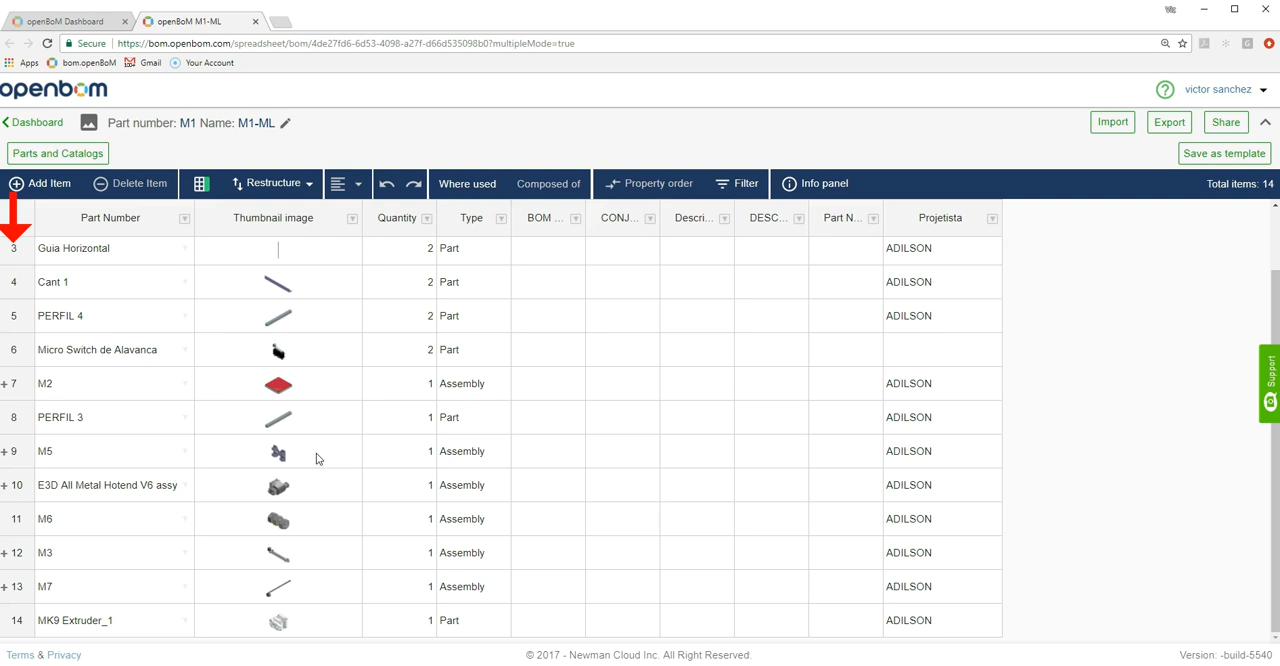 openBoM Dashboard
openBoM M1-ML
Secure
https://bom.openbom.com/spreadsheet/bom/4de27fd6-6d53-4098-a27f-d66d535098b0?multipleMode=true
Apps
bom.openBoM
Gmail
Your Account
openbom
victor sanchez
Dashboard
Part number: M1 Name: M1-ML
Import
Export
Share
Parts and Catalogs
Save as template
Add Item
Delete Item
Restructure
Where used
Composed of
Property order
Filter
Info panel
Total items: 14
Part Number Thumbnail image Quantity Type BOM ... CONJ... Descri... DESC... Part N... Projetista
3 Guia Horizontal 2 Part ADILSON
4 Cant 1 2 Part ADILSON
5 PERFIL 4 2 Part ADILSON
6 Micro Switch de Alavanca 2 Part
+ 7 M2 1 Assembly ADILSON
8 PERFIL 3 1 Part ADILSON
+ 9 M5 1 Assembly ADILSON
+ 10 E3D All Metal Hotend V6 assy 1 Assembly ADILSON
11 M6 1 Assembly ADILSON
+ 12 M3 1 Assembly ADILSON
+ 13 M7 1 Assembly ADILSON
14 MK9 Extruder_1 1 Part ADILSON
Support
Terms & Privacy
© 2017 - Newman Cloud Inc. All Right Reserved.
Version: -build-5540